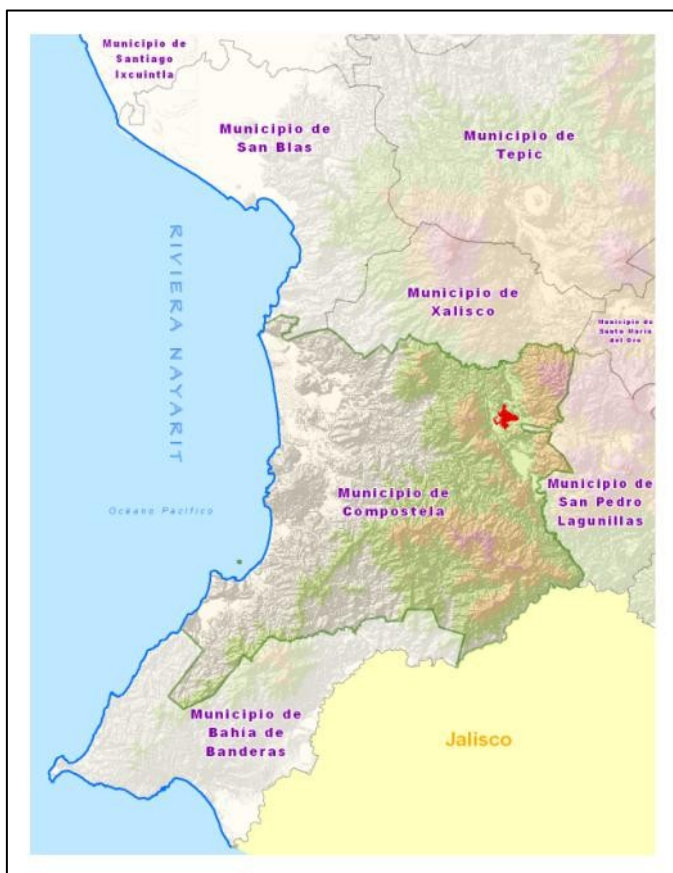 Municipio de
Santiago
Ixcuintla
Municipio de
San Blas
Municipio de
Tepic
RIVIERA NAYARIT
Municipio de
Xalisco
Municipio de
Santa María
del Oro
Municipio de
Compostela
Municipio de
San Pedro
Lagunillas
Océano Pacífico
Municipio de
Bahía de
Banderas
Jalisco